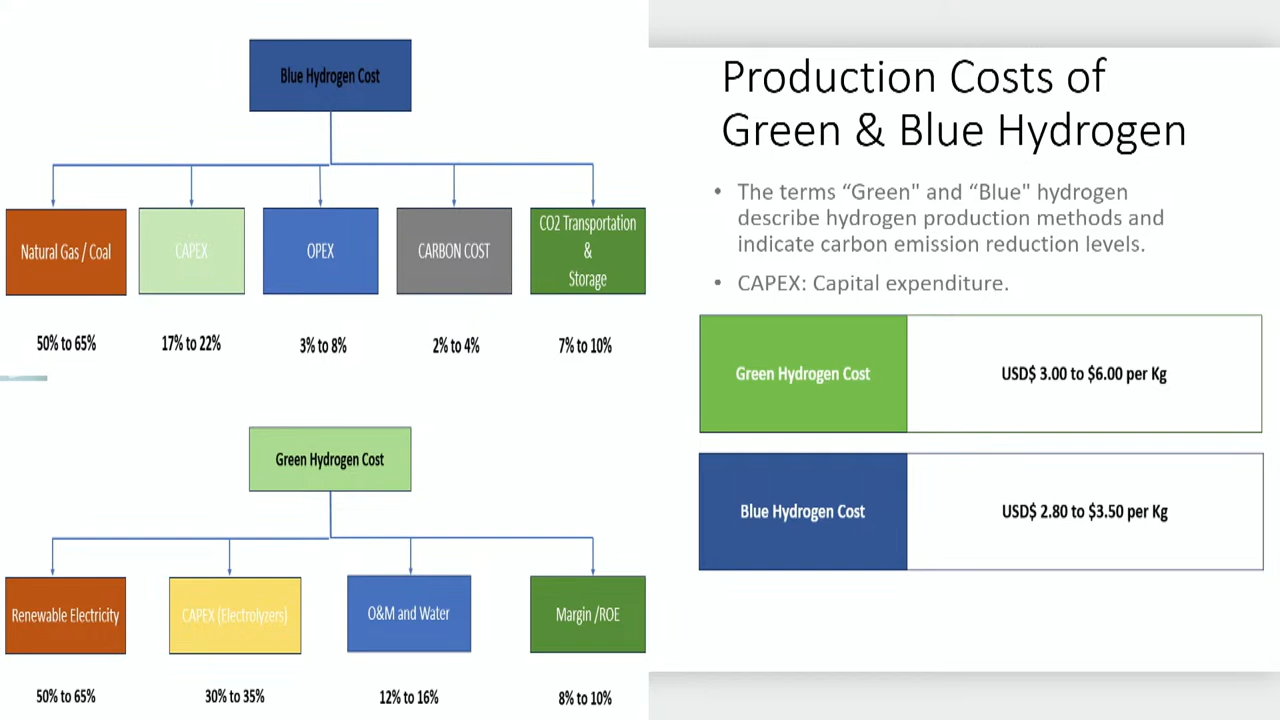 Blue Hydrogen Cost
Natural Gas / Coal
CAPEX
OPEX
CARBON COST
CO2 Transportation
&
Storage
50% to 65%
17% to 22%
3% to 8%
2% to 4%
7% to 10%
Green Hydrogen Cost
Renewable Electricity
CAPEX (Electrolyzers)
O&M and Water
Margin /ROE
50% to 65%
30% to 35%
12% to 16%
8% to 10%
Production Costs of
Green & Blue Hydrogen
• The terms “Green" and “Blue" hydrogen
describe hydrogen production methods and
indicate carbon emission reduction levels.
• CAPEX: Capital expenditure.
Green Hydrogen Cost
USD$ 3.00 to $6.00 per Kg
Blue Hydrogen Cost
USD$ 2.80 to $3.50 per Kg